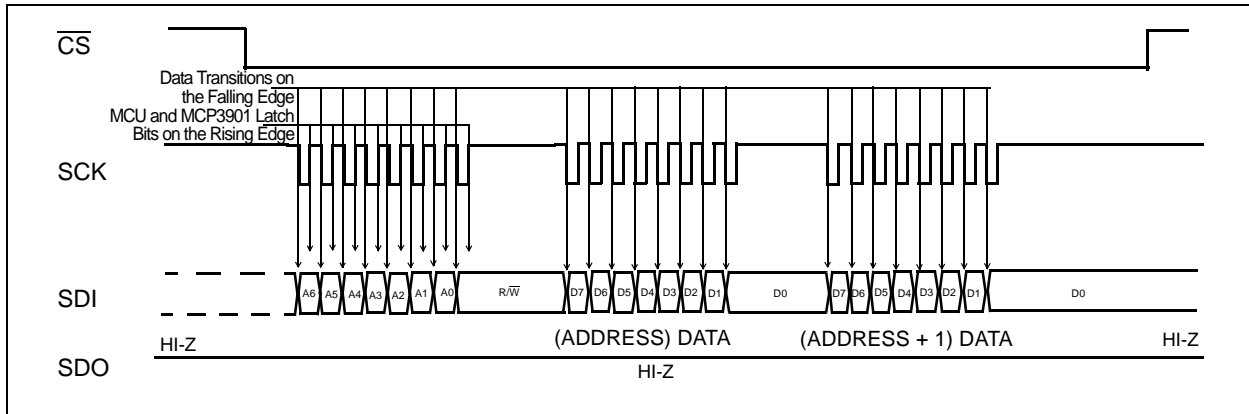 CS
Data Transitions on
the Falling Edge
MCU and MCP3901 Latch
Bits on the Rising Edge
SCK
SDI
A6 A5 A4 A3 A2 A1 A0 R/W D7 D6 D5 D4 D3 D2 D1 D0 D7 D6 D5 D4 D3 D2 D1 D0
(ADDRESS) DATA (ADDRESS + 1) DATA
HI-Z HI-Z
SDO
HI-Z